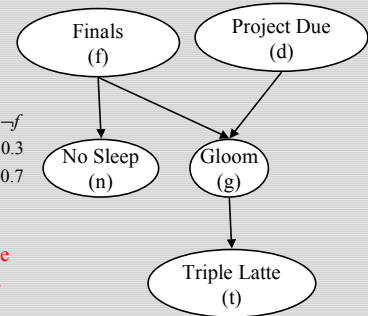 Finals
(f)
Project Due
(d)
¬f
0.3
0.7
No Sleep
(n)
Gloom
(g)
e
Triple Latte
(t)